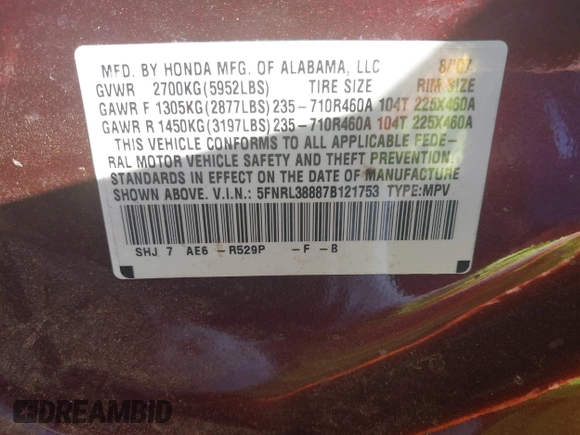 MFD. BY HONDA MFG. OF ALABAMA, LLC 8/07
GVWR 2700KG(5952LBS) TIRE SIZE RIM SIZE
GAWR F 1305KG(2877LBS) 235-710R460A 104T 225X460A
GAWR R 1450KG(3197LBS) 235-710R460A 104T 225X460A
THIS VEHICLE CONFORMS TO ALL APPLICABLE FEDE-
RAL MOTOR VEHICLE SAFETY AND THEFT PREVENTION
STANDARDS IN EFFECT ON THE DATE OF MANUFACTURE
SHOWN ABOVE. V.I.N.: 5FNRL38887B121753 TYPE:MPV
SHJ 7 AE6 -R529P -F-B
DREAMBID